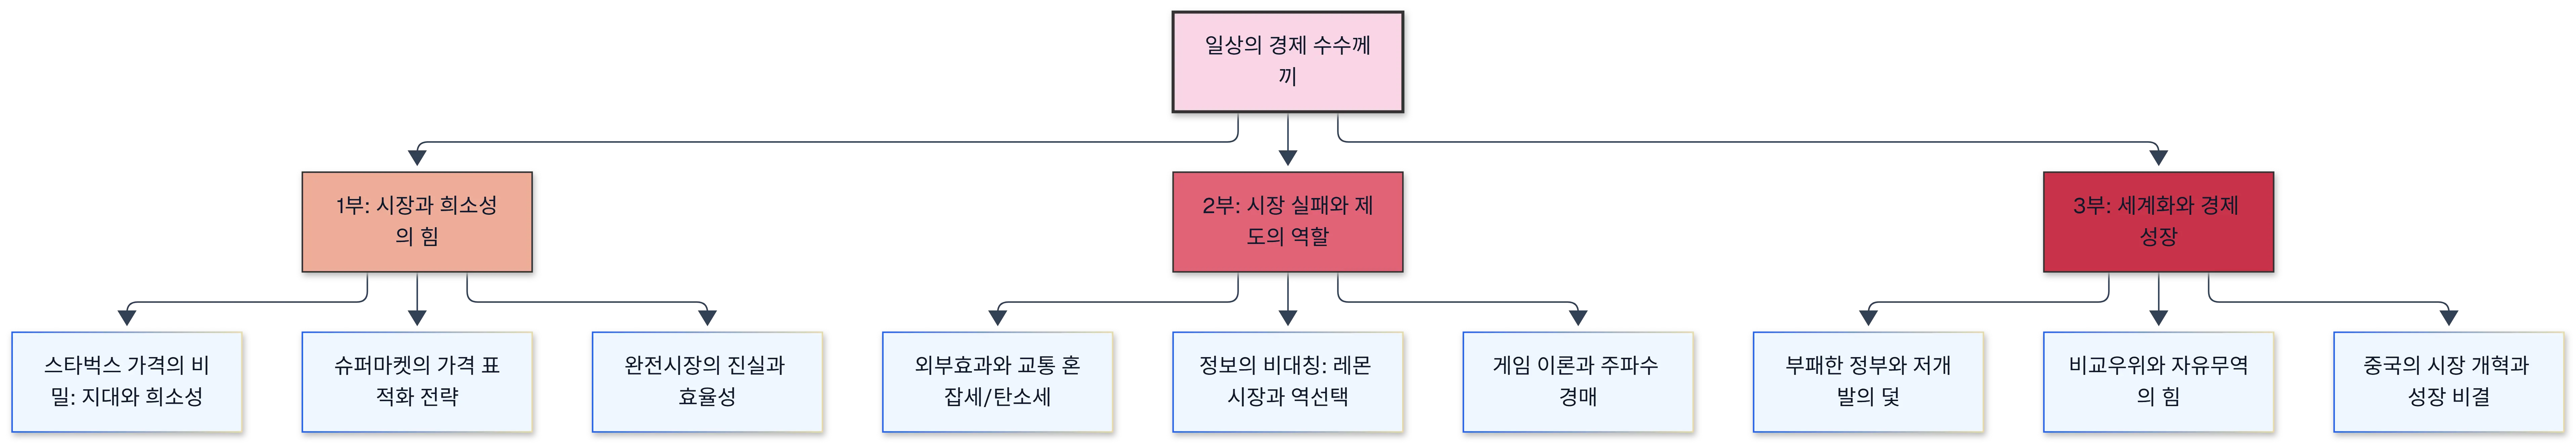 일상의 경제 수수께
끼
1부: 시장과 희소성
의 힘
2부: 시장 실패와 제
도의 역할
3부: 세계화와 경제
성장
스타벅스 가격의 비
밀: 지대와 희소성
슈퍼마켓의 가격 표
적화 전략
완전시장의 진실과
효율성
외부효과와 교통 혼
잡세/탄소세
정보의 비대칭: 레몬
시장과 역선택
게임 이론과 주파수
경매
부패한 정부와 저개
발의 덫
비교우위와 자유무역
의 힘
중국의 시장 개혁과
성장 비결